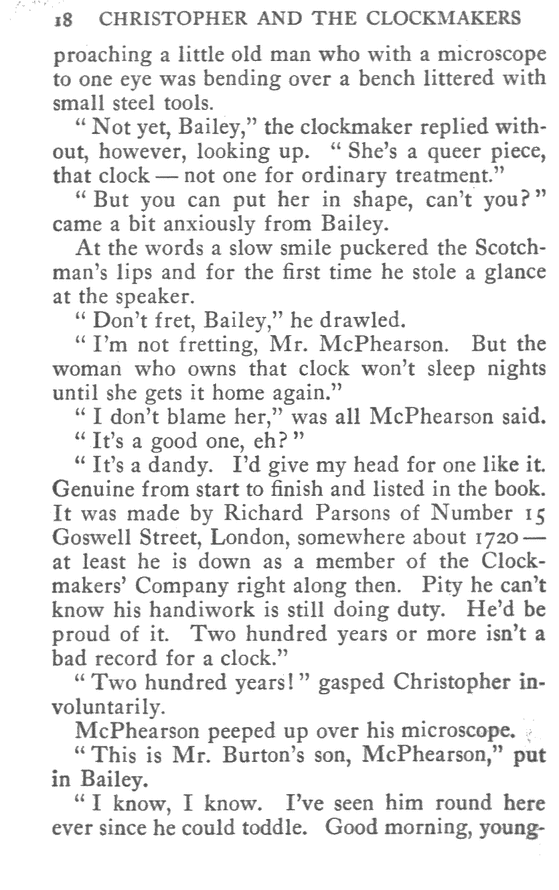 18 CHRISTOPHER AND THE CLOCKMAKERS
proaching a little old man who with a microscope
to one eye was bending over a bench littered with
small steel tools.
“ Not yet, Bailey,” the clockmaker replied with-
out, however, looking up. “ She’s a queer piece,
that clock — not one for ordinary treatment.”
“ But you can put her in shape, can’t you? ”
came a bit anxiously from Bailey.
At the words a slow smile puckered the Scotch-
man’s lips and for the first time he stole a glance
at the speaker.
“ Don’t fret, Bailey,” he drawled.
“ I’m not fretting, Mr. McPhearson. But the
woman who owns that clock won’t sleep nights
until she gets it home again.”
“ I don’t blame her,” was all McPhearson said.
“ It’s a good one, eh? ”
“ It’s a dandy. I’d give my head for one like it.
Genuine from start to finish and listed in the book.
It was made by Richard Parsons of Number 15
Goswell Street, London, somewhere about 1720 —
at least he is down as a member of the Clock-
makers’ Company right along then. Pity he can’t
know his handiwork is still doing duty. He’d be
proud of it. Two hundred years or more isn’t a
bad record for a clock.”
“ Two hundred years! ” gasped Christopher in-
voluntarily.
McPhearson peeped up over his microscope.
“ This is Mr. Burton’s son, McPhearson,” put
in Bailey.
“ I know, I know. I’ve seen him round here
ever since he could toddle. Good morning, young-